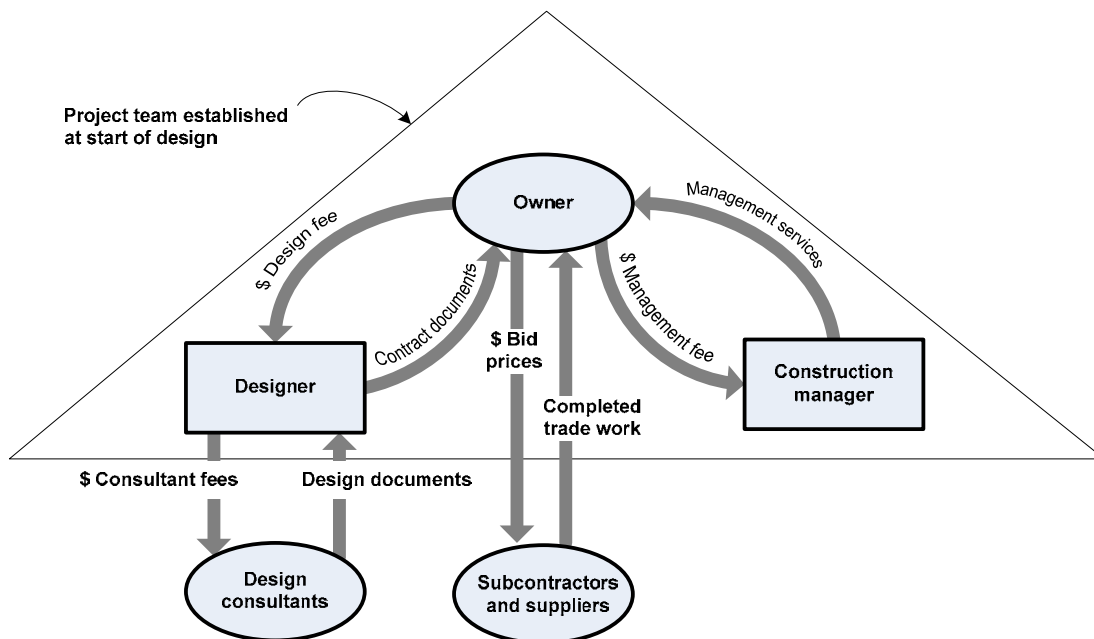 Project team established
at start of design
Owner
$ Design fee
Management services
Contract documents
$ Management fee
$ Bid
prices
Designer
Construction
manager
Completed
trade work
$ Consultant fees
Design documents
Design
consultants
Subcontractors
and suppliers